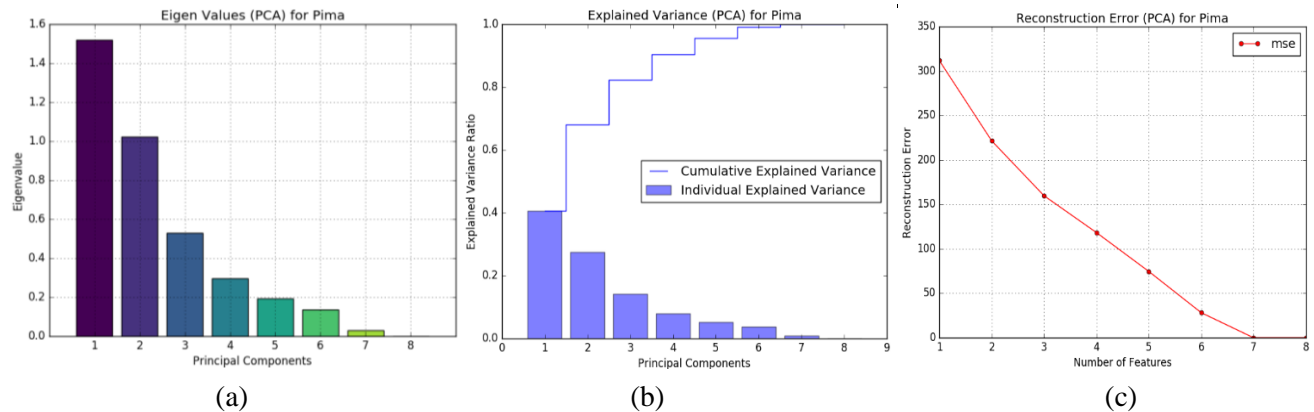 Eigen Values (PCA) for Pima
1.6
1.4
1.2
1.0
0.8
0.6
0.4
0.2
0.0
Eigenvalue
1 2 3 4 5 6 7 8
Principal Components
(a)
Explained Variance (PCA) for Pima
1.0
0.8
0.6
0.4
0.2
0.0
Explained Variance Ratio
Cumulative Explained Variance
Individual Explained Variance
0 1 2 3 4 5 6 7 8 9
Principal Components
(b)
Reconstruction Error (PCA) for Pima
350
300
250
200
150
100
50
0
Reconstruction Error
mse
1 2 3 4 5 6 7 8
Number of Features
(c)